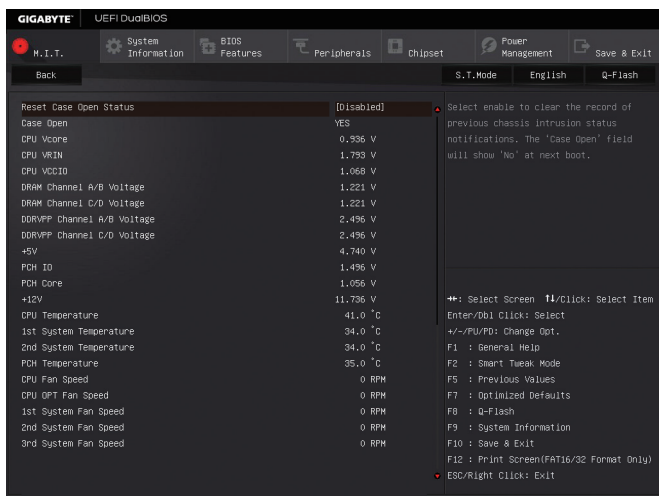 GIGABYTE™ UEFI DualBIOS
M.I.T. System Information BIOS Features Peripherals Chipset Power Management Save & Exit
Back S.T.Mode English Q-Flash
Reset Case Open Status [Disabled]
Case Open YES
CPU Vcore 0.936 V
CPU VRIN 1.793 V
CPU VCCIO 1.068 V
DRAM Channel A/B Voltage 1.221 V
DRAM Channel C/D Voltage 1.221 V
DDRVPP Channel A/B Voltage 2.496 V
DDRVPP Channel C/D Voltage 2.496 V
+5V 4.740 V
PCH IO 1.496 V
PCH Core 1.056 V
+12V 11.736 V
CPU Temperature 41.0 °C
1st System Temperature 34.0 °C
2nd System Temperature 34.0 °C
PCH Temperature 35.0 °C
CPU Fan Speed 0 RPM
CPU OPT Fan Speed 0 RPM
1st System Fan Speed 0 RPM
2nd System Fan Speed 0 RPM
3rd System Fan Speed 0 RPM
Select enable to clear the record of
previous chassis intrusion status
notifications. The 'Case Open' field
will show 'No' at next boot.
→←: Select Screen ↑↓/Click: Select Item
Enter/Dbl Click: Select
+/-/PU/PD: Change Opt.
F1 : General Help
F2 : Smart Tweak Mode
F5 : Previous Values
F7 : Optimized Defaults
F8 : Q-Flash
F9 : System Information
F10 : Save & Exit
F12 : Print Screen(FAT16/32 Format Only)
ESC/Right Click: Exit